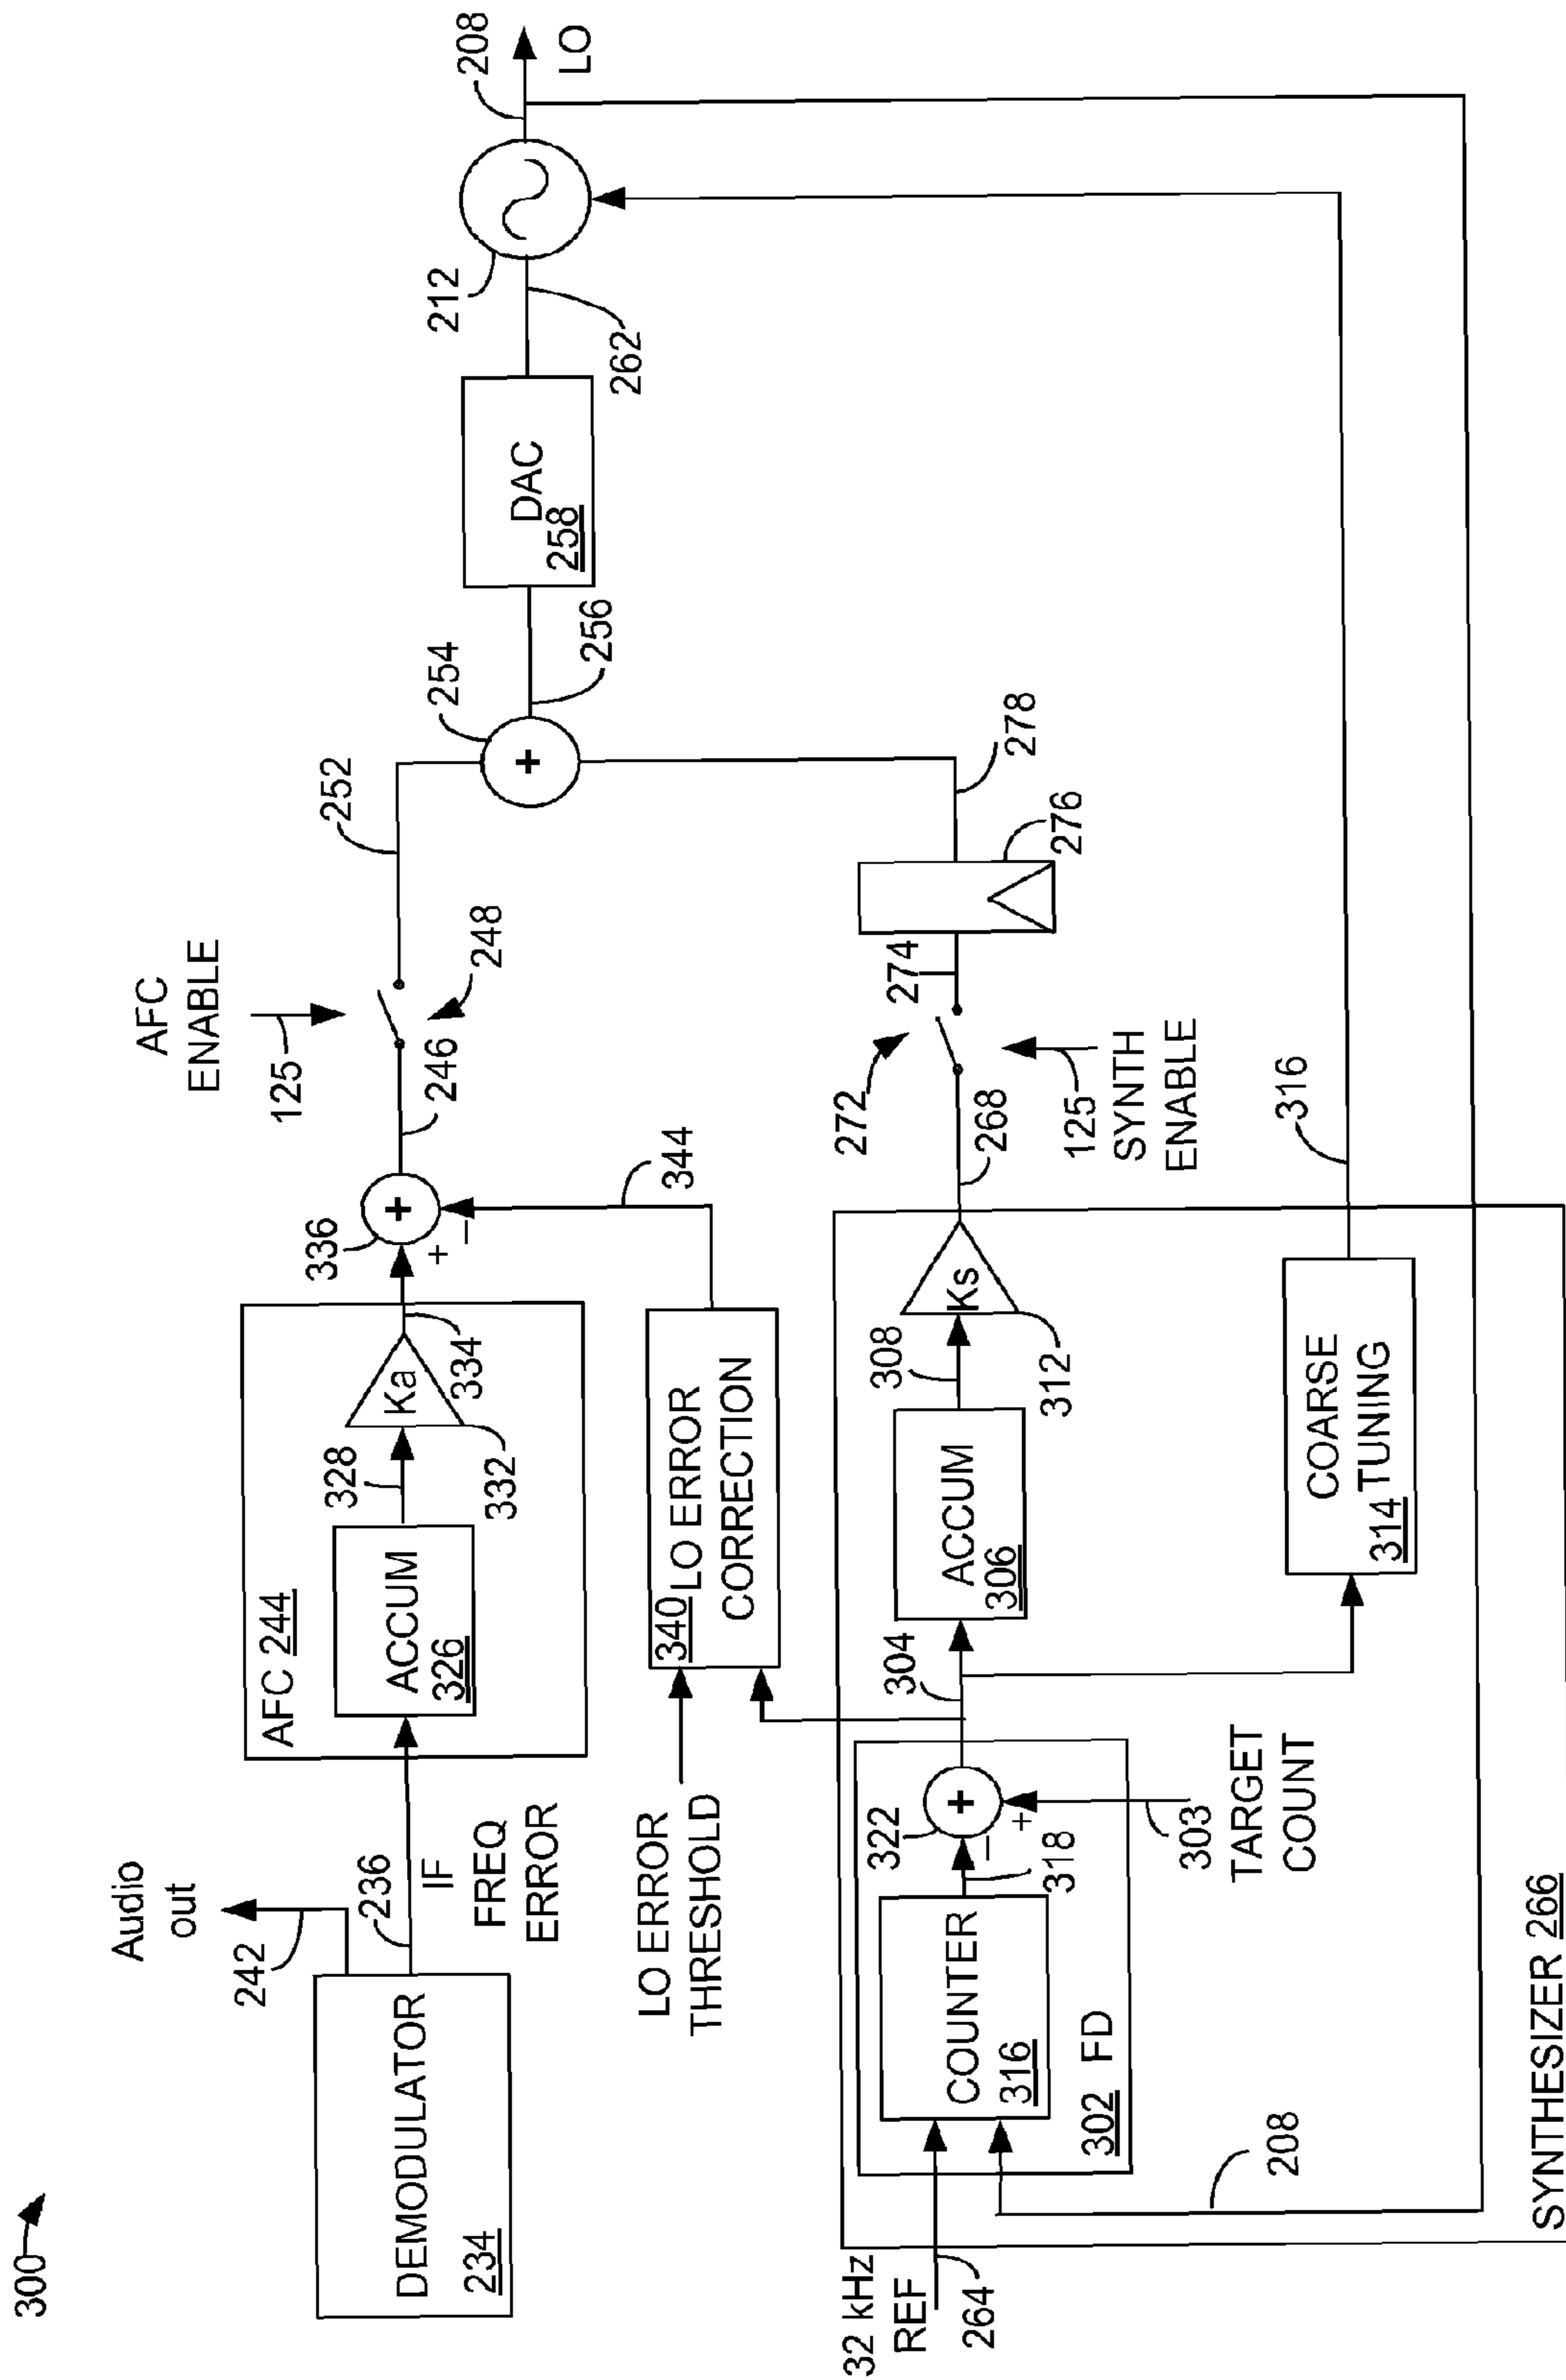 300
DEMODULATOR
234
Audio
out
242
236
IF
FREQ
ERROR
AFC 244
ACCUM
326
328
Ka
332
334
336
+
+
−
246
AFC
ENABLE
125
248
252
254
+
256
DAC
258
262
212
208
LO
LO ERROR
THRESHOLD
340 LO ERROR
CORRECTION
344
32 kHz
REF
264
COUNTER
316
302 FD
318
322
+
−
+
303
TARGET
COUNT
304
ACCUM
306
308
Ks
312
268
272
125
SYNTH
ENABLE
274
276
278
COARSE
TUNING
314
316
208
SYNTHESIZER 266